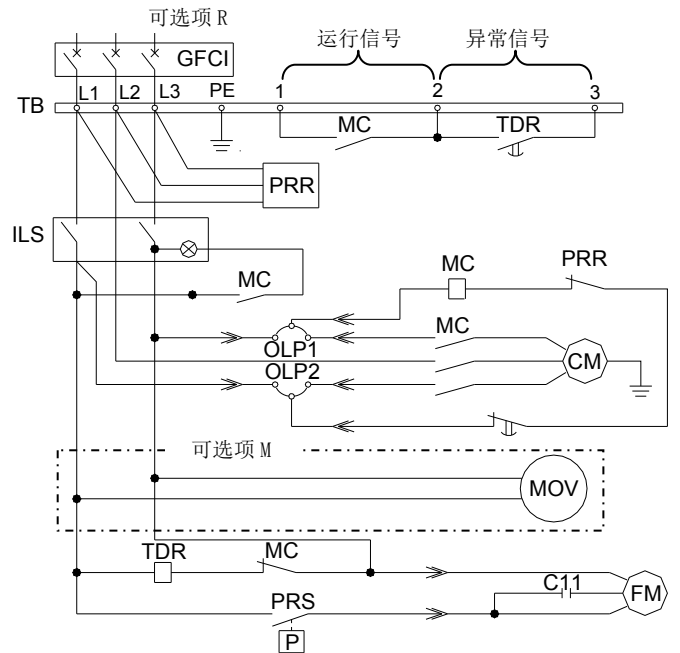 可选项 R
GFCI
运行信号
异常信号
L1 L2 L3 PE 1 2 3
TB
MC TDR
PRR
ILS
MC
MC PRR
MC
OLP1
OLP2
CM
可选项 M
MOV
TDR MC
C11
FM
PRS
P